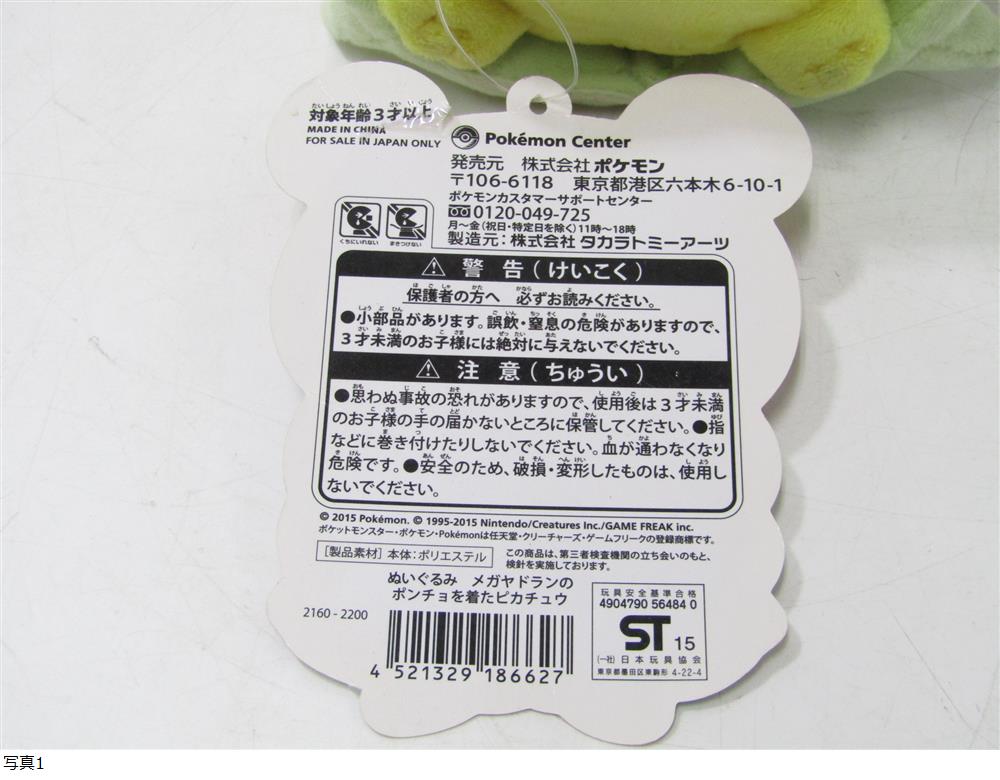 対象年齢3才以上
MADE IN CHINA
FOR SALE IN JAPAN ONLY
Pokémon Center
発売元 株式会社 ポケモン
〒106-6118 東京都港区六本木6-10-1
ポケモンカスタマーサポートセンター
0120-049-725
月～金(祝日・特定日を除く)11時～18時
製造元:株式会社 タカラトミーアーツ
くちにいれない
まきつけない
警 告(けいこく)
保護者の方へ 必ずお読みください。
●小部品があります。誤飲・窒息の危険がありますので、
3才未満のお子様には絶対に与えないでください。
注 意(ちゅうい)
●思わぬ事故の恐れがありますので、使用後は3才未満
のお子様の手の届かないところに保管してください。●指
などに巻き付けたりしないでください。血が通わなくなり
危険です。●安全のため、破損・変形したものは、使用し
ないでください。
© 2015 Pokémon. © 1995-2015 Nintendo/Creatures Inc./GAME FREAK inc.
ポケットモンスター・ポケモン・Pokémonは任天堂・クリーチャーズ・ゲームフリークの登録商標です。
[製品素材] 本体:ポリエステル
この商品は、第三者検査機関の立ち会いのもと、
検針を実施しております。
ぬいぐるみ メガヤドランの
ポンチョを着たピカチュウ
2160-2200
4 521329 186627
玩具安全基準合格
4904790 56484 0
ST 15
(一社)日本玩具協会
東京都墨田区東駒形 4-22-4
写真1